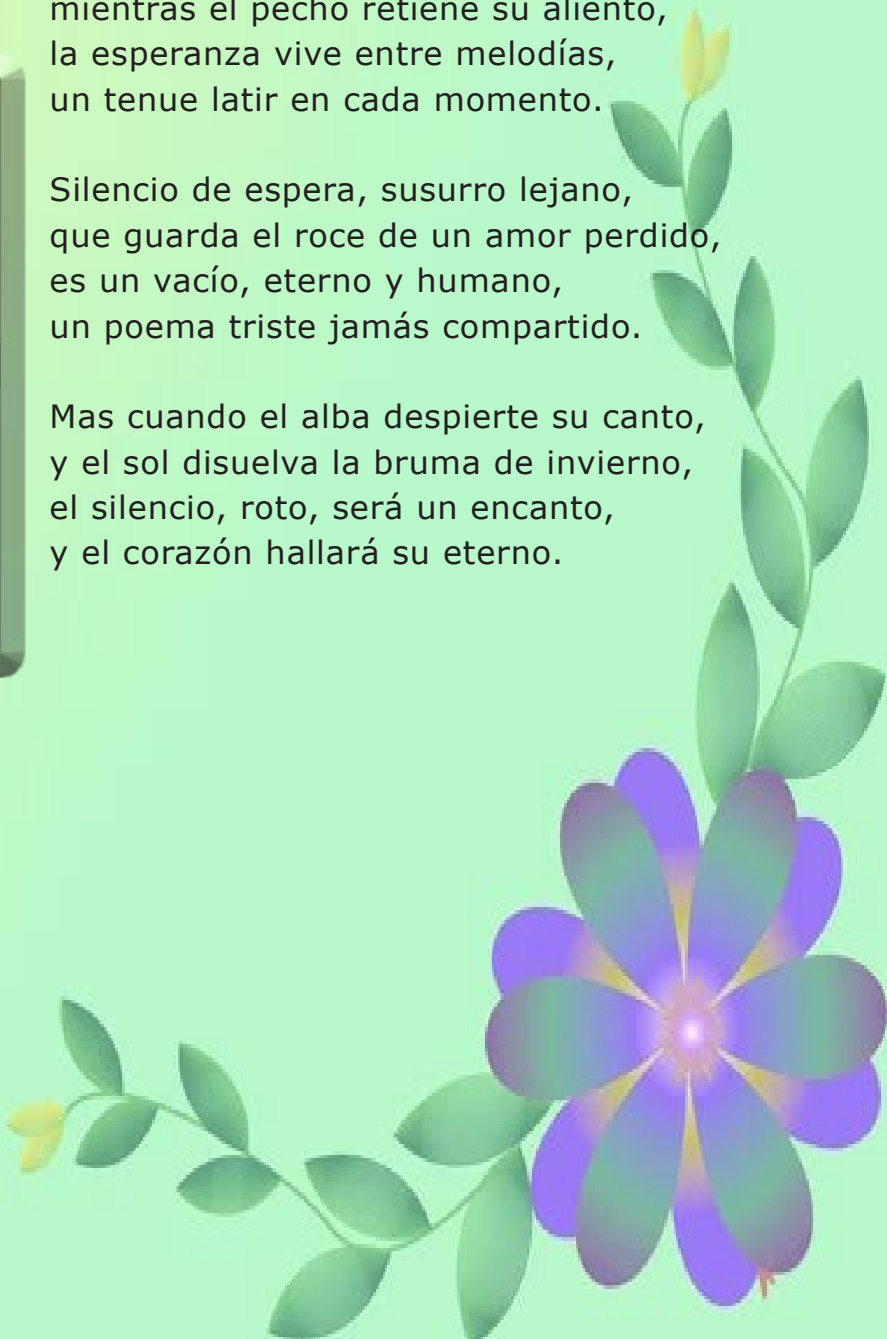 mientras el pecho retiene su aliento,
la esperanza vive entre melodías,
un tenue latir en cada momento.
Silencio de espera, susurro lejano,
que guarda el roce de un amor perdido,
es un vacío, eterno y humano,
un poema triste jamás compartido.
Mas cuando el alba despierte su canto,
y el sol disuelva la bruma de invierno,
el silencio, roto, será un encanto,
y el corazón hallará su eterno.